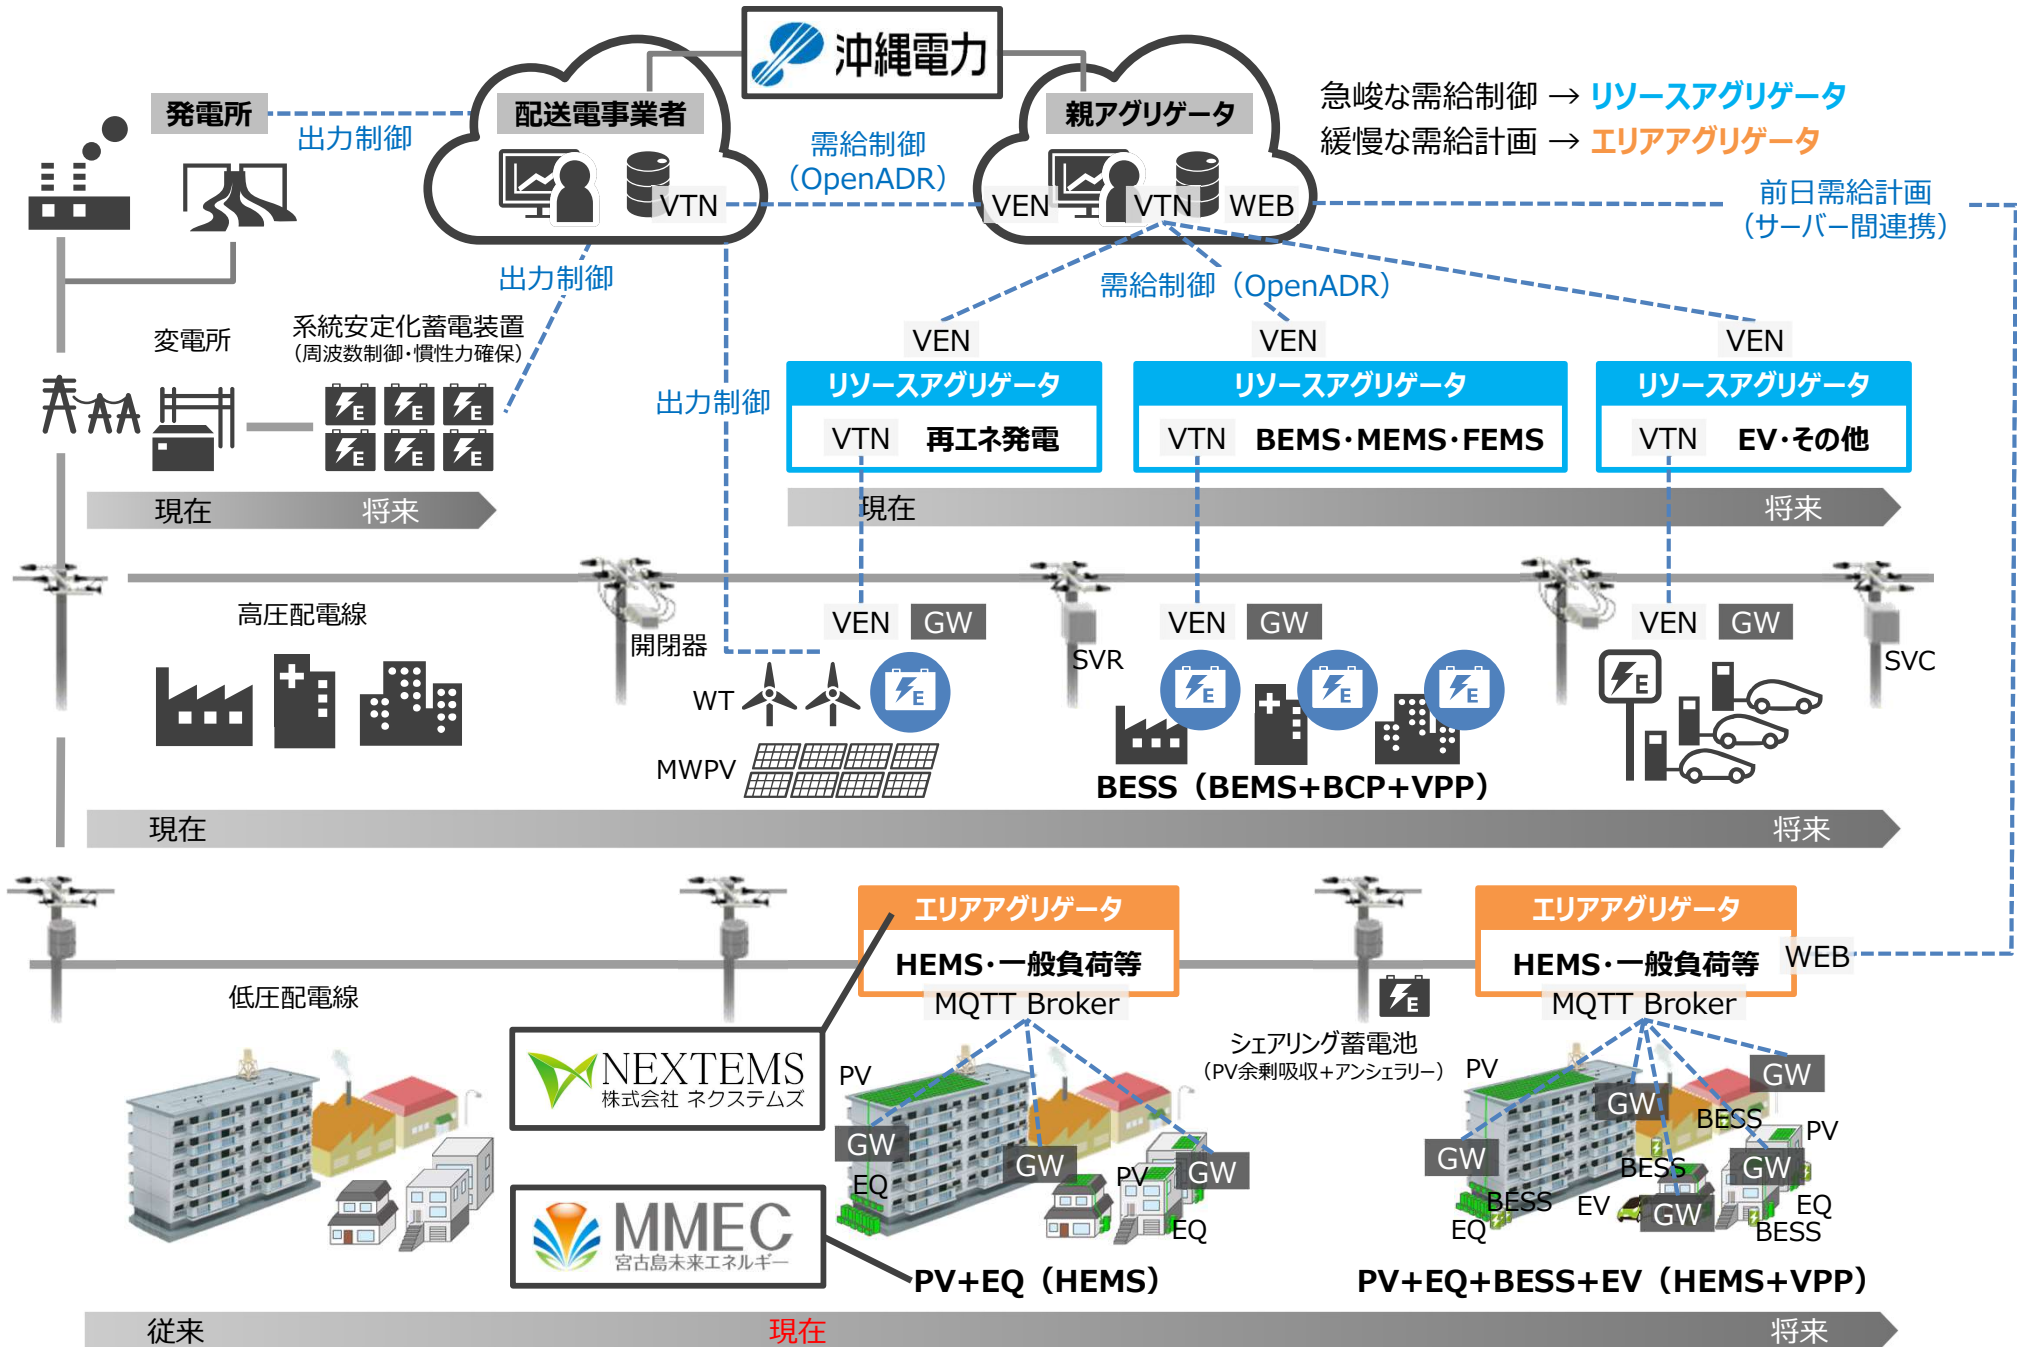 沖縄電力
発電所
出力制御
配送電事業者
VTN
需給制御
（OpenADR）
親アグリゲータ
VEN
VTN
WEB
急峻な需給制御 → リソースアグリゲータ
緩慢な需給計画 → エリアアグリゲータ
前日需給計画
（サーバー間連携）
出力制御
需給制御（OpenADR）
変電所
系統安定化蓄電装置
（周波数制御・慣性力確保）
E
E
E
E
E
E
出力制御
VEN
VEN
VEN
リソースアグリゲータ
VTN 再エネ発電
リソースアグリゲータ
VTN BEMS・MEMS・FEMS
リソースアグリゲータ
VTN EV・その他
現在 将来
現在 将来
高圧配電線
開閉器
VEN GW
SVR
VEN GW
VEN GW
SVC
WT
E
E
E
E
E
MWPV
BESS（BEMS+BCP+VPP）
現在 将来
エリアアグリゲータ
HEMS・一般負荷等
MQTT Broker
エリアアグリゲータ
HEMS・一般負荷等
WEB
MQTT Broker
低圧配電線
E
シェアリング蓄電池
（PV余剰吸収+アンシェラリー）
NEXTEMS
株式会社 ネクステムズ
PV
GW
EQ
GW
PV
GW
EQ
PV
GW
GW
BESS
PV
GW
BESS
GW
BESS
EV
GW
EQ
EQ
BESS
MMEC
宮古島未来エネルギー
PV+EQ（HEMS）
PV+EQ+BESS+EV（HEMS+VPP）
従来 現在 将来